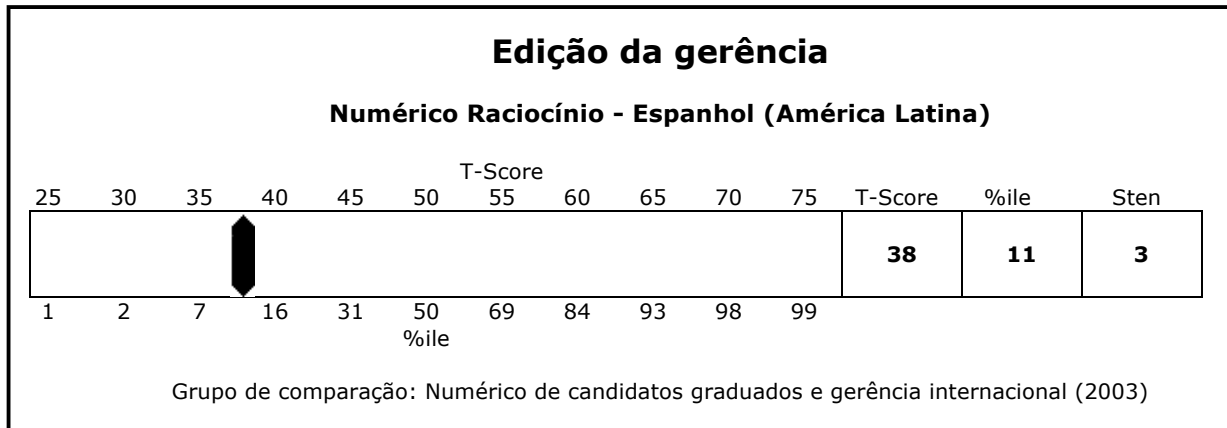 Edição da gerência
Numérico Raciocínio - Espanhol (América Latina)
T-Score
25 30 35 40 45 50 55 60 65 70 75 T-Score %ile Sten
38 11 3
1 2 7 16 31 50 69 84 93 98 99
%ile
Grupo de comparação: Numérico de candidatos graduados e gerência internacional (2003)